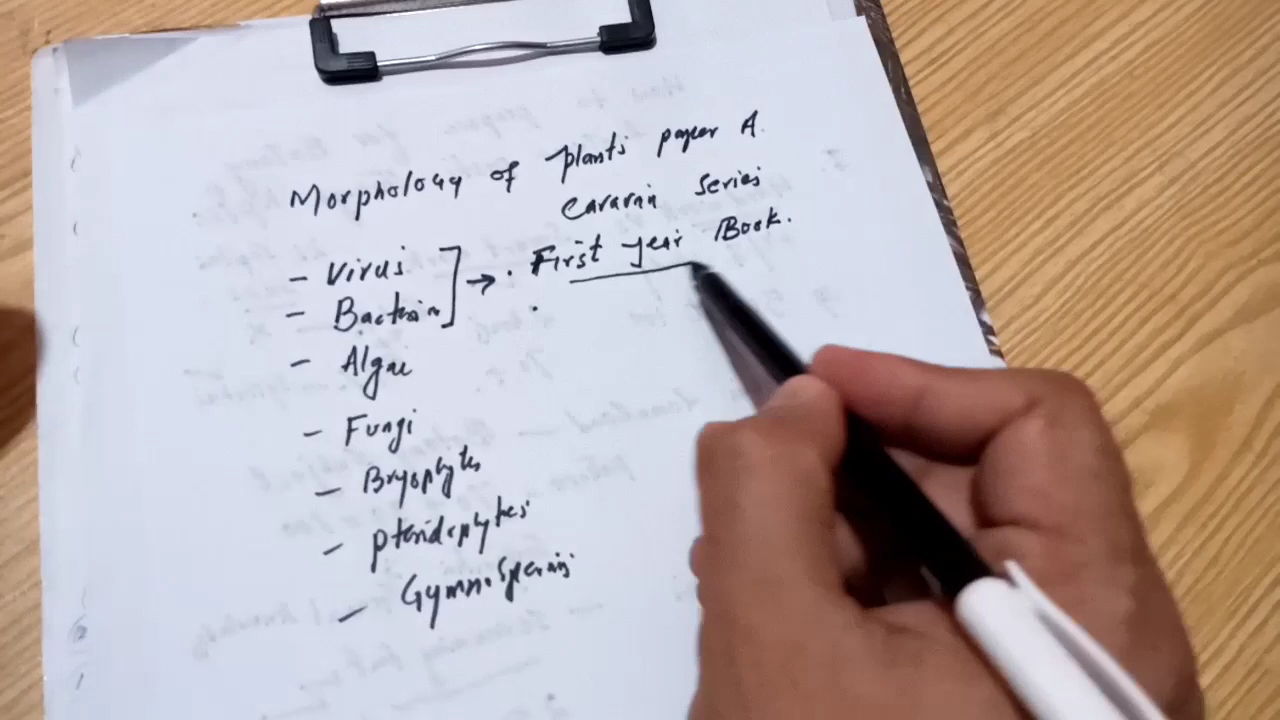 Morphology of plants paper A.
Caravan series
- Virus
- Bacteria
→ . First year Book.
.
- Algae
- Fungi
- Bryophytes
- pteridophytes
- Gymnosperms